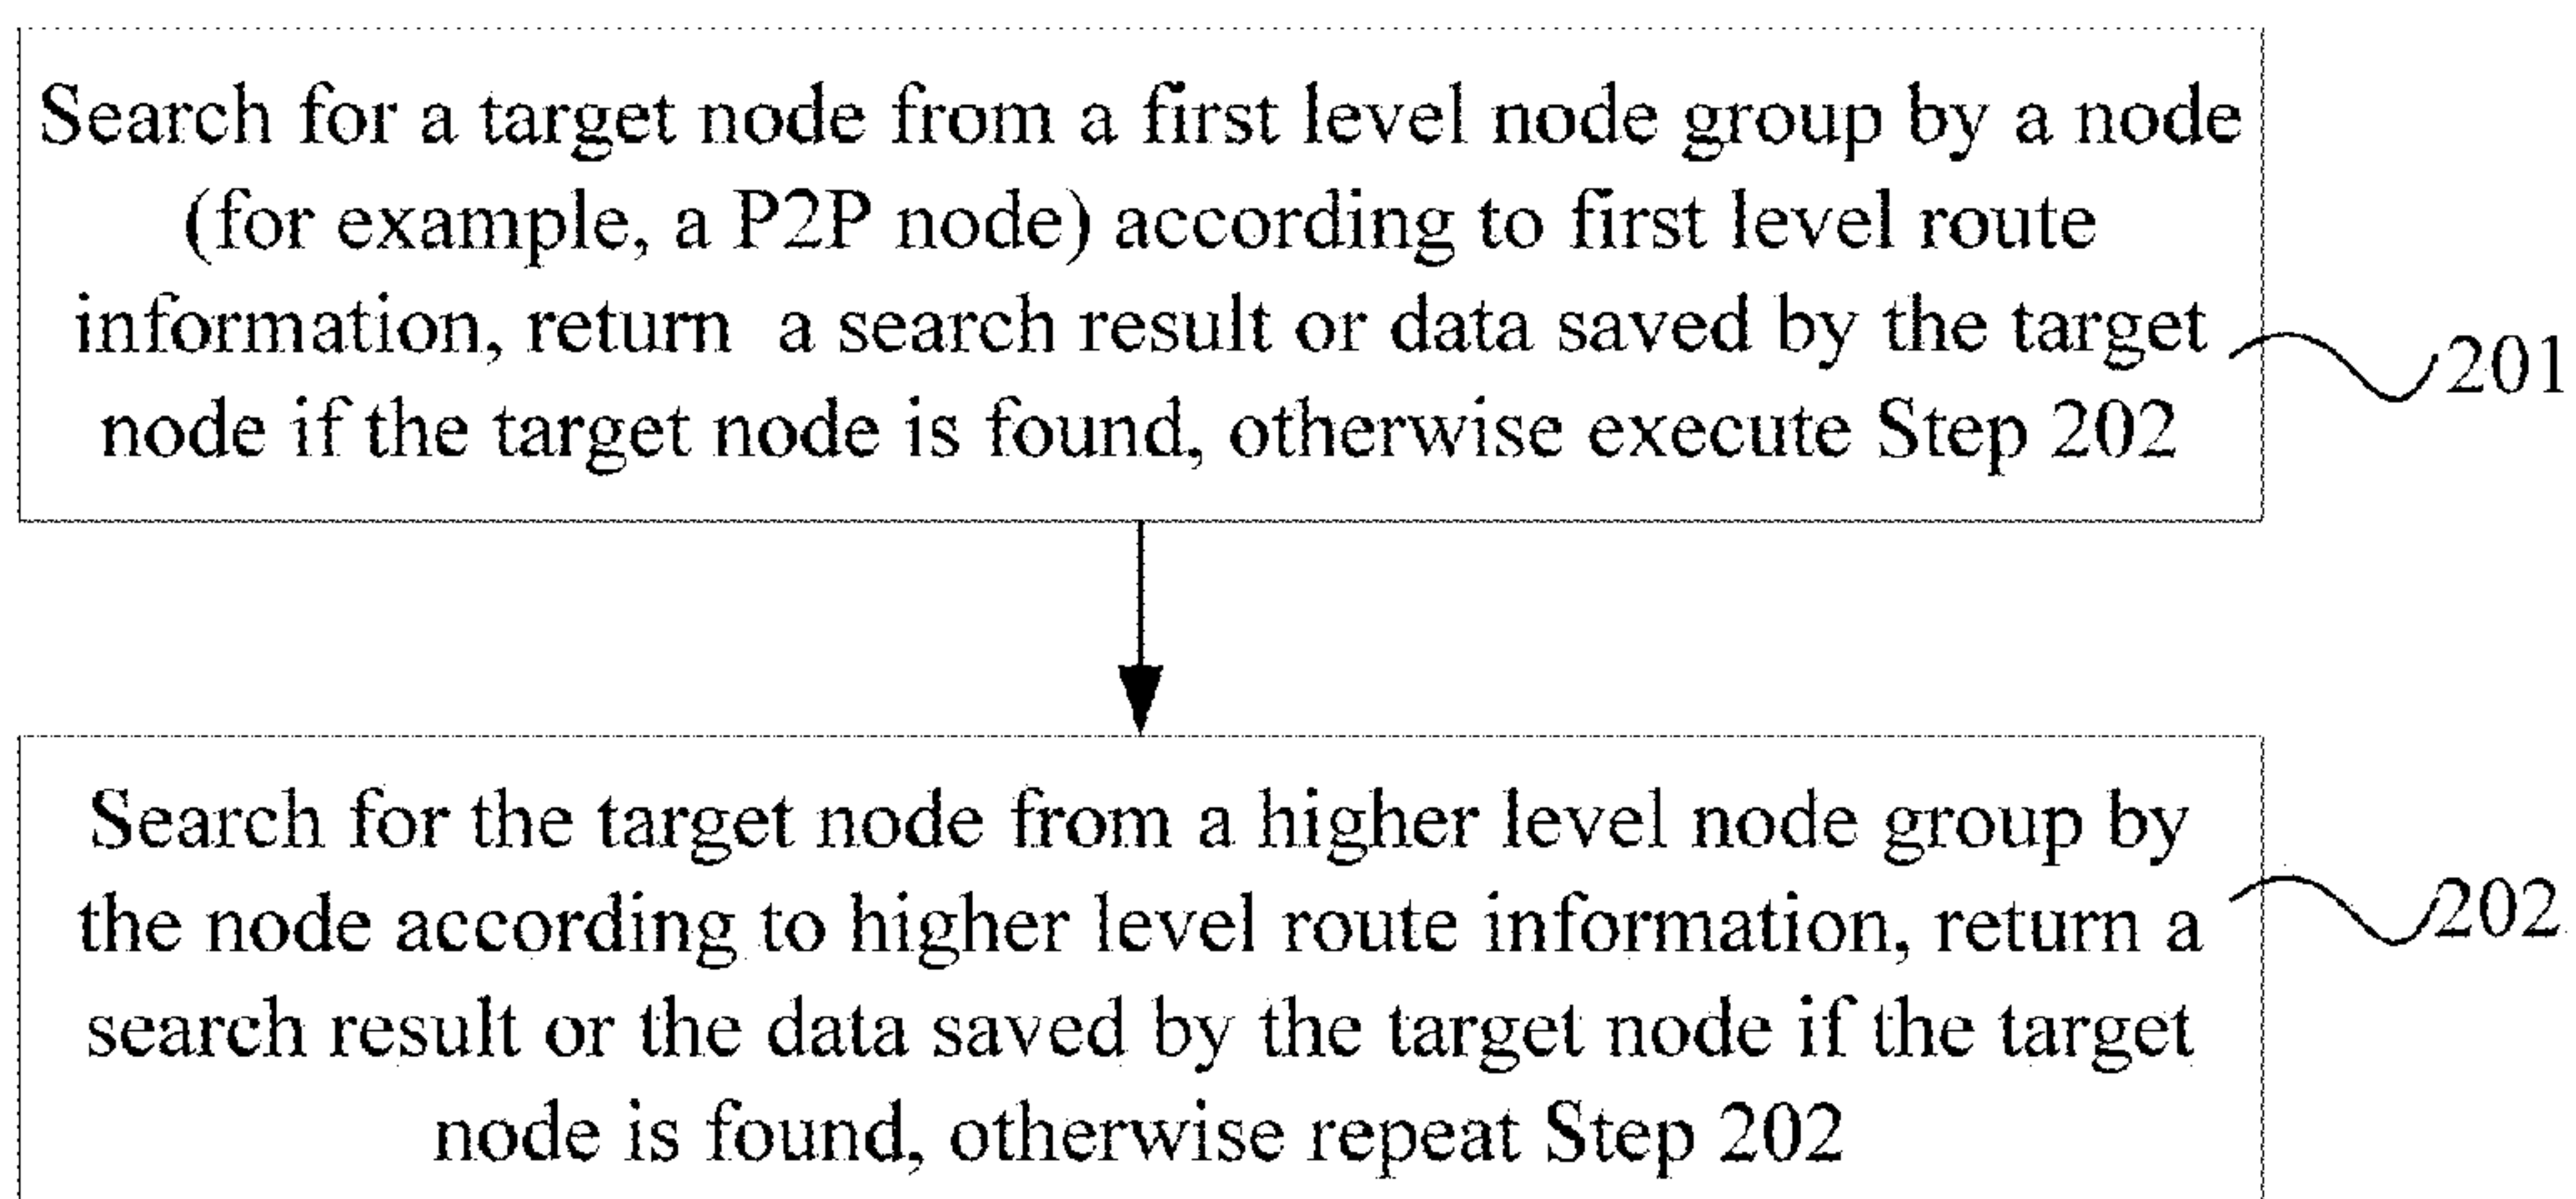 Search for a target node from a first level node group by a node
(for example, a P2P node) according to first level route
information, return a search result or data saved by the target
node if the target node is found, otherwise execute Step 202
201
Search for the target node from a higher level node group by
the node according to higher level route information, return a
search result or the data saved by the target node if the target
node is found, otherwise repeat Step 202
202